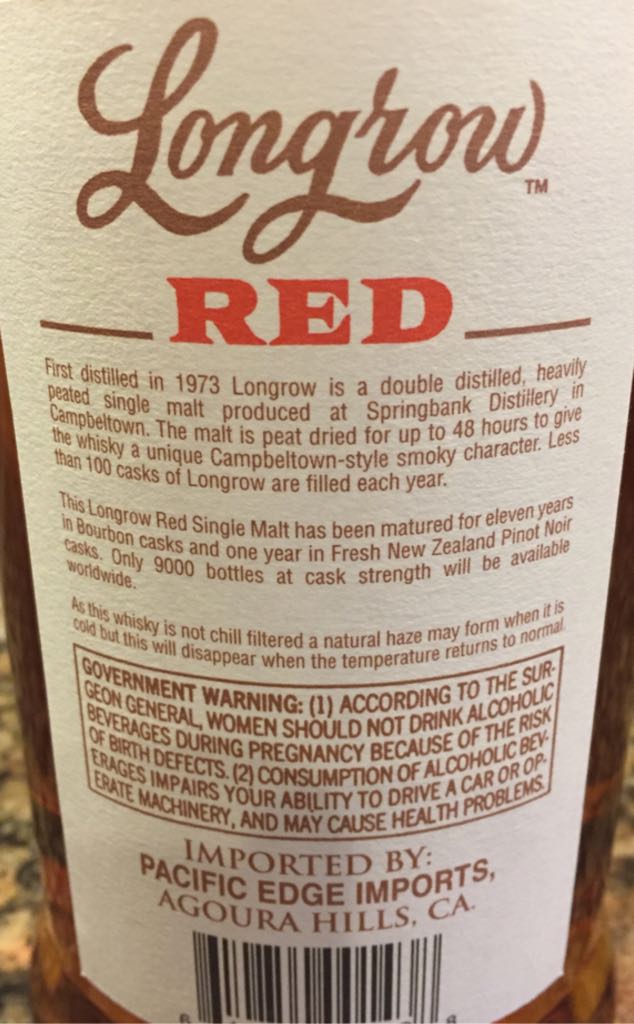 Longrow
TM
RED
First distilled in 1973 Longrow is a double distilled, heavily
peated single malt produced at Springbank Distillery in
Campbeltown. The malt is peat dried for up to 48 hours to give
the whisky a unique Campbeltown-style smoky character. Less
than 100 casks of Longrow are filled each year.
This Longrow Red Single Malt has been matured for eleven years
in Bourbon casks and one year in Fresh New Zealand Pinot Noir
casks. Only 9000 bottles at cask strength will be available
worldwide.
As this whisky is not chill filtered a natural haze may form when it is
cold but this will disappear when the temperature returns to normal.
GOVERNMENT WARNING: (1) ACCORDING TO THE SUR-
GEON GENERAL, WOMEN SHOULD NOT DRINK ALCOHOLIC
BEVERAGES DURING PREGNANCY BECAUSE OF THE RISK
OF BIRTH DEFECTS. (2) CONSUMPTION OF ALCOHOLIC BEV-
ERAGES IMPAIRS YOUR ABILITY TO DRIVE A CAR OR OP-
ERATE MACHINERY, AND MAY CAUSE HEALTH PROBLEMS.
IMPORTED BY:
PACIFIC EDGE IMPORTS,
AGOURA HILLS, CA.